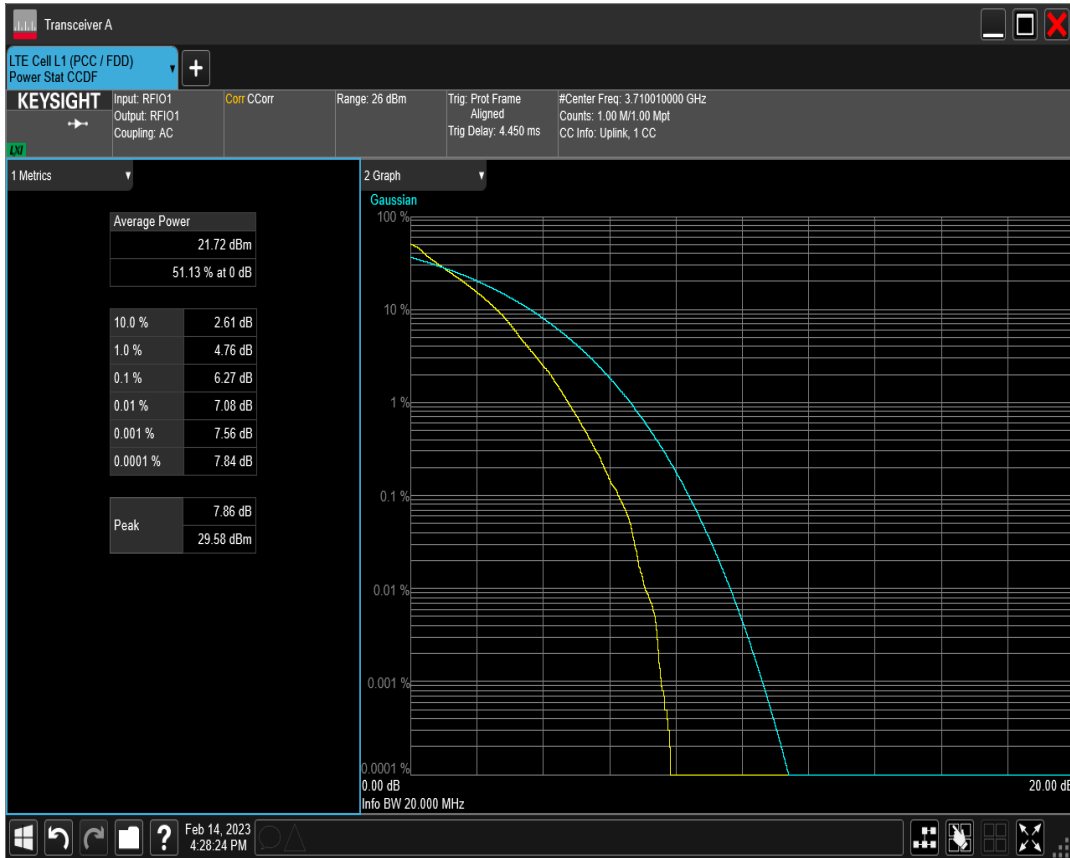 Transceiver A
LTE Cell L1 (PCC / FDD)
Power Stat CCDF
+
KEYSIGHT
LXI
Input: RFIO1
Output: RFIO1
Coupling: AC
Corr CCorr
Range: 26 dBm
Trig: Prot Frame
Aligned
Trig Delay: 4.450 ms
#Center Freq: 3.710010000 GHz
Counts: 1.00 M/1.00 Mpt
CC Info: Uplink, 1 CC
1 Metrics
Average Power
21.72 dBm
51.13 % at 0 dB
10.0 % 2.61 dB
1.0 % 4.76 dB
0.1 % 6.27 dB
0.01 % 7.08 dB
0.001 % 7.56 dB
0.0001 % 7.84 dB
Peak 7.86 dB
29.58 dBm
2 Graph
Gaussian
100 %
10 %
1 %
0.1 %
0.01 %
0.001 %
0.0001 %
0.00 dB 20.00 dB
Info BW 20.000 MHz
?
Feb 14, 2023
4:28:24 PM